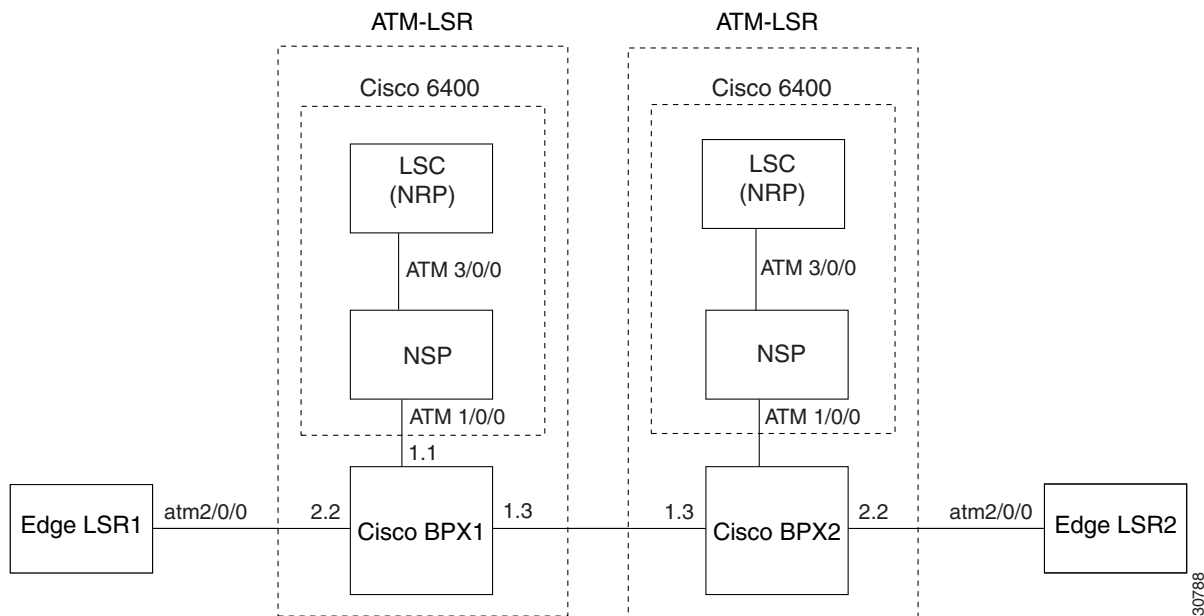 ATM-LSR
ATM-LSR
Cisco 6400
Cisco 6400
LSC
(NRP)
LSC
(NRP)
ATM 3/0/0
ATM 3/0/0
NSP
NSP
ATM 1/0/0
ATM 1/0/0
1.1
Edge LSR1
atm2/0/0
2.2
Cisco BPX1
1.3
1.3
Cisco BPX2
2.2
atm2/0/0
Edge LSR2
30788